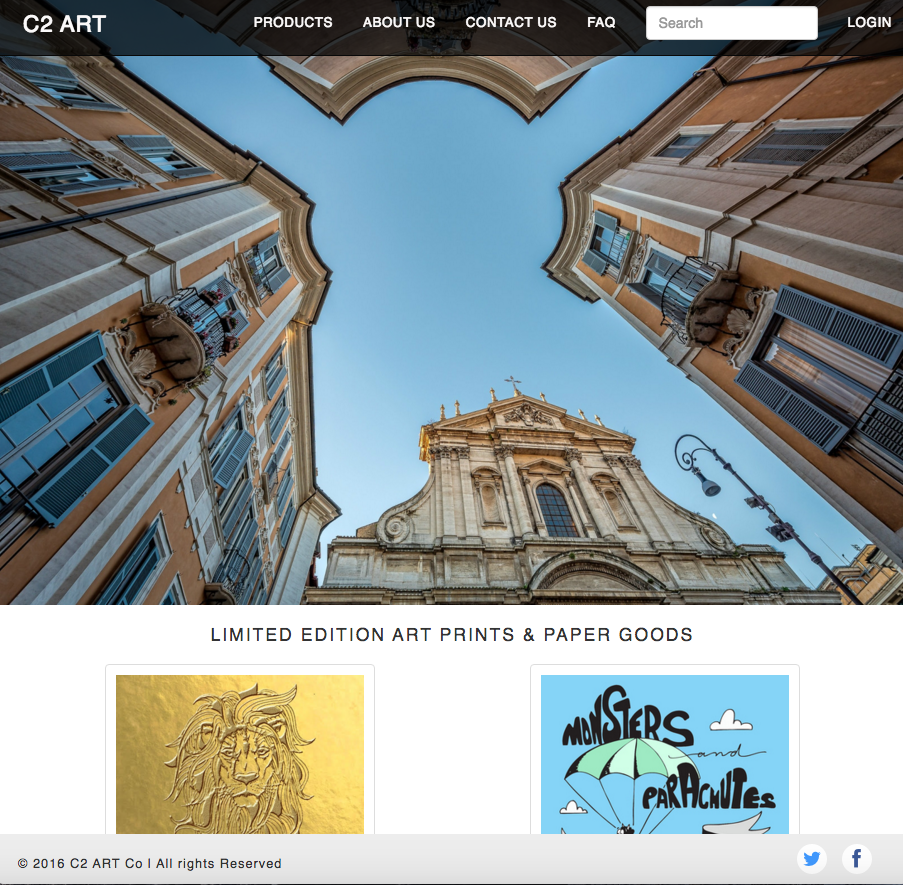 C2 ART PRODUCTS ABOUT US CONTACT US FAQ Search LOGIN
LIMITED EDITION ART PRINTS & PAPER GOODS
MONSTERS
and
PARACHUTES
© 2016 C2 ART Co l All rights Reserved